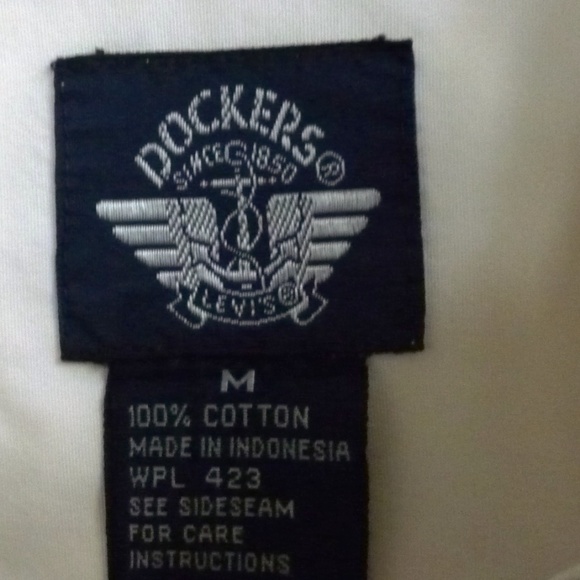 DOCKERS®
SINCE 1850
LEVI'S®
M
100% COTTON
MADE IN INDONESIA
WPL 423
SEE SIDESEAM
FOR CARE
INSTRUCTIONS